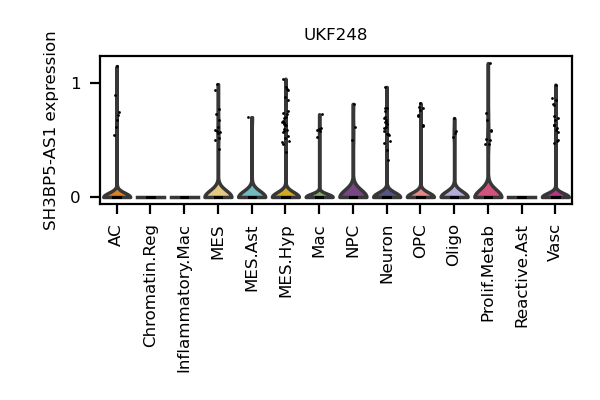 UKF248
SH3BP5-AS1 expression
1
0
AC
Chromatin.Reg
Inflammatory.Mac
MES
MES.Ast
MES.Hyp
Mac
NPC
Neuron
OPC
Oligo
Prolif.Metab
Reactive.Ast
Vasc